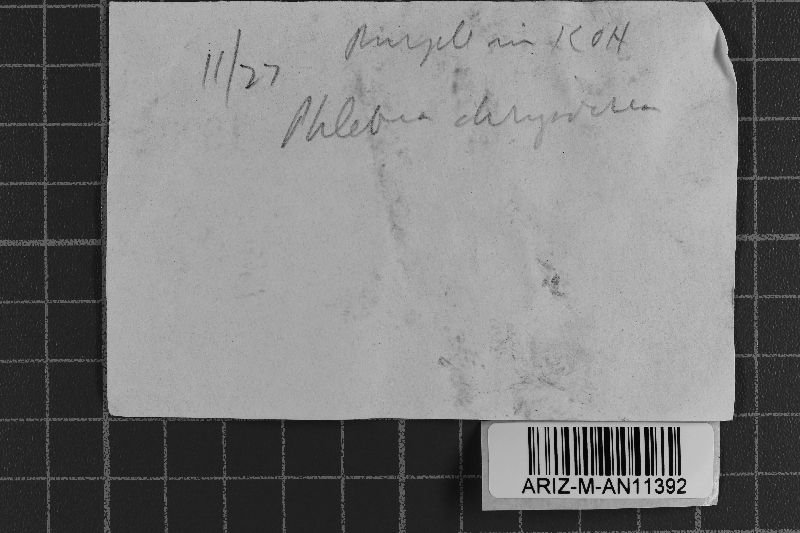 11/27 Purple in KOH
Phlebia chrysocrea
ARIZ-M-AN11392